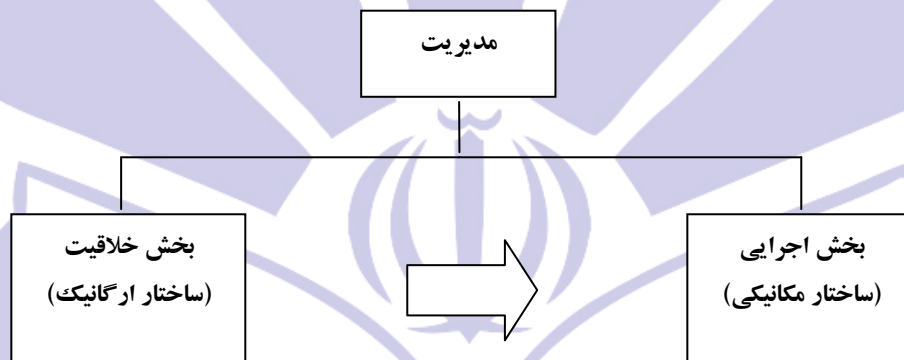 مدیریت
بخش اجرایی
(ساختار مکانیکی)
بخش خلاقیت
(ساختار ارگانیک)